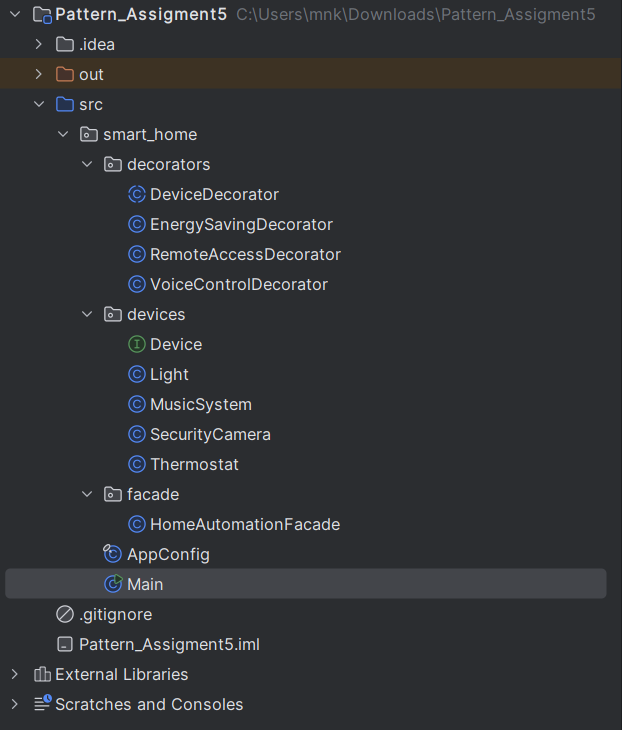 Pattern_Assigment5 C:\Users\mnk\Downloads\Pattern_Assigment5
.idea
out
src
smart_home
decorators
DeviceDecorator
EnergySavingDecorator
RemoteAccessDecorator
VoiceControlDecorator
devices
Device
Light
MusicSystem
SecurityCamera
Thermostat
facade
HomeAutomationFacade
AppConfig
Main
.gitignore
Pattern_Assigment5.iml
External Libraries
Scratches and Consoles